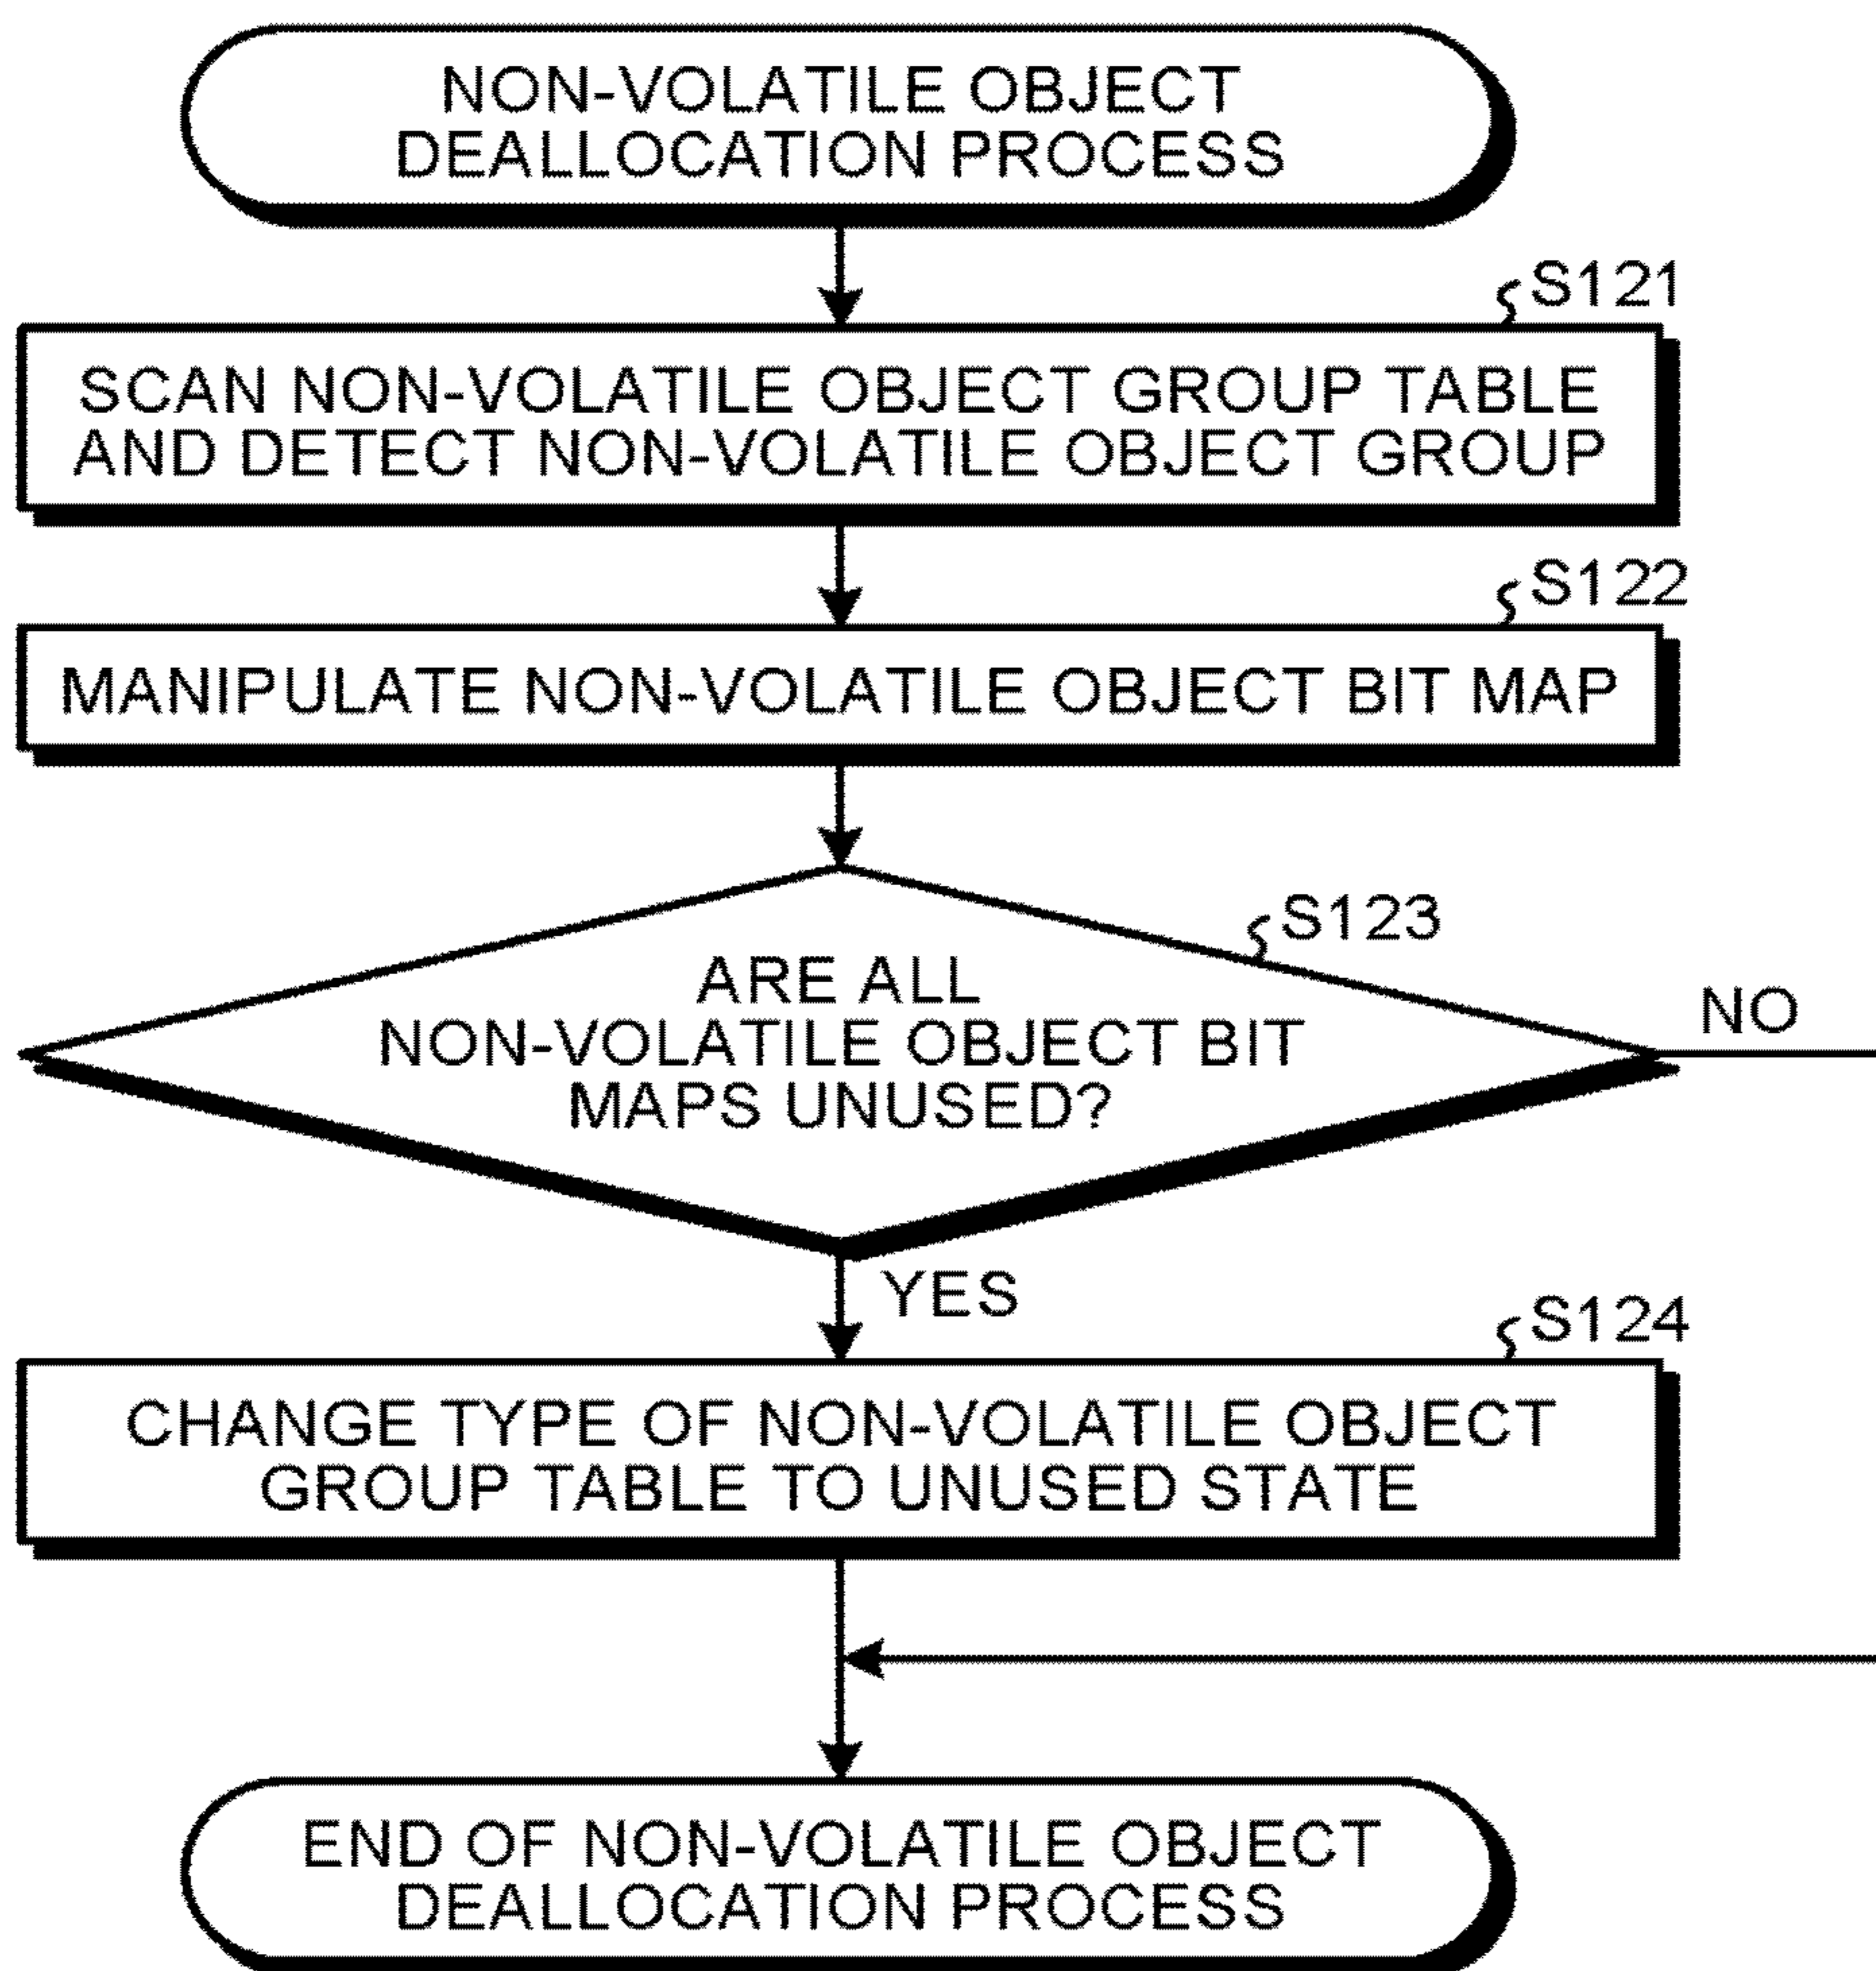 NON-VOLATILE OBJECT
DEALLOCATION PROCESS
S121
SCAN NON-VOLATILE OBJECT GROUP TABLE
AND DETECT NON-VOLATILE OBJECT GROUP
S122
MANIPULATE NON-VOLATILE OBJECT BIT MAP
S123
ARE ALL
NON-VOLATILE OBJECT BIT
MAPS UNUSED?
NO
YES
S124
CHANGE TYPE OF NON-VOLATILE OBJECT
GROUP TABLE TO UNUSED STATE
END OF NON-VOLATILE OBJECT
DEALLOCATION PROCESS